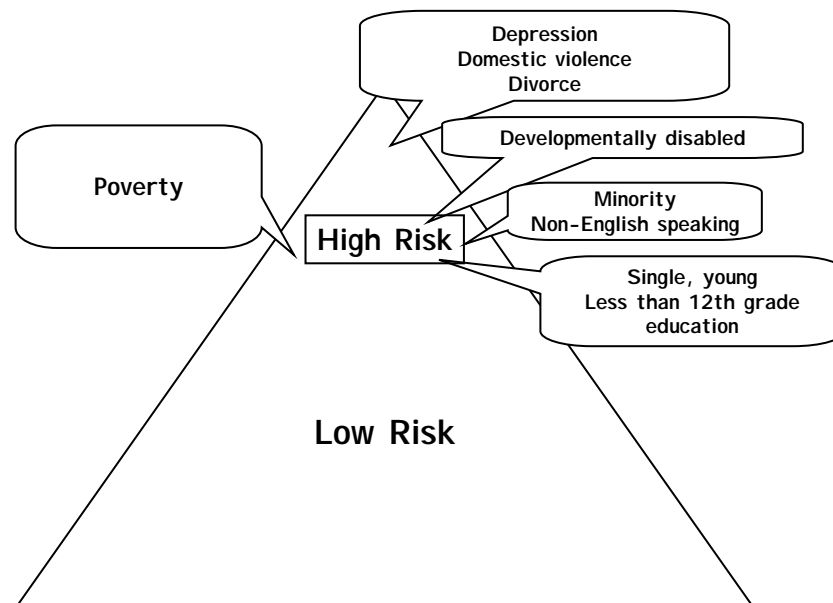 Depression
Domestic violence
Divorce
Developmentally disabled
Poverty
Minority
Non-English speaking
High Risk
Single, young
Less than 12th grade
education
Low Risk